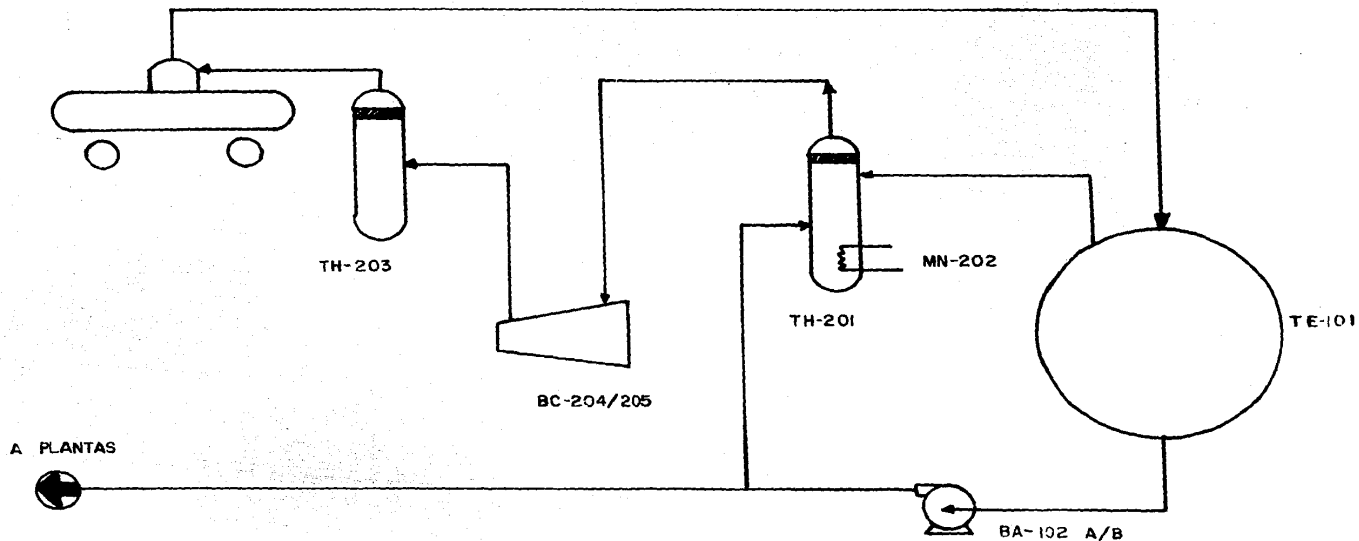 TH-203
MN-202
TH-201
TE-101
BC-204/205
A PLANTAS
BA-102 A/B